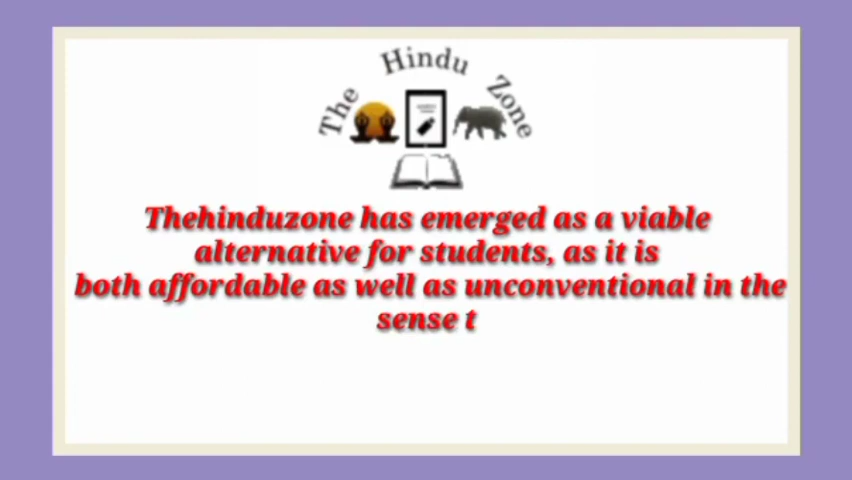 The Hindu Zone
Thehinduzone has emerged as a viable
alternative for students, as it is
both affordable as well as unconventional in the
sense t